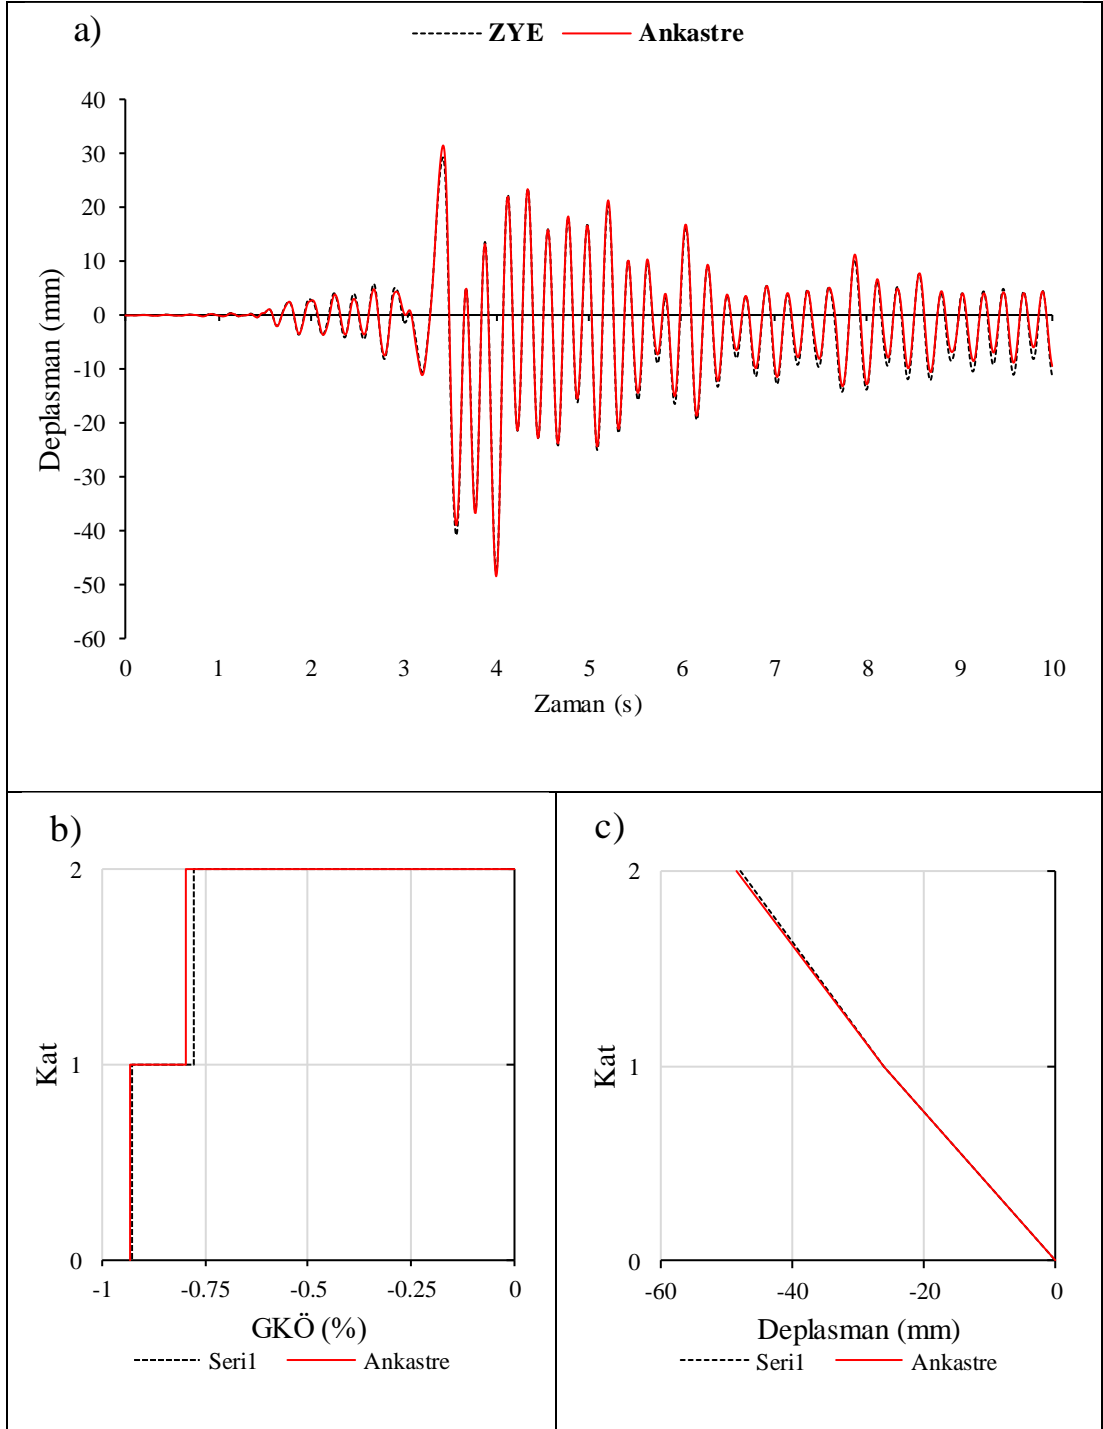 a)
ZYE Ankastre
40
30
20
10
0
-10
-20
-30
-40
-50
-60
Deplasman (mm)
0 1 2 3 4 5 6 7 8 9 10
Zaman (s)
b)
2
1
0
Kat
-1 -0.75 -0.5 -0.25 0
GKÖ (%)
Seri1 Ankastre
c)
2
1
0
Kat
-60 -40 -20 0
Deplasman (mm)
Seri1 Ankastre